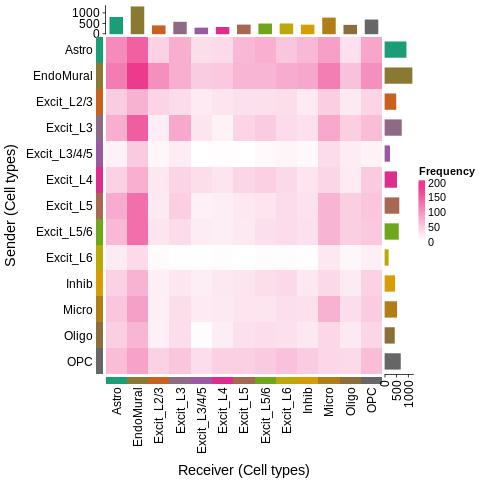 1000
500
0
Astro
EndoMural
Excit_L2/3
Excit_L3
Excit_L3/4/5
Excit_L4
Excit_L5
Excit_L5/6
Excit_L6
Inhib
Micro
Oligo
OPC
Sender (Cell types)
Frequency
200
150
100
50
0
0 500 1000
Astro EndoMural Excit_L2/3 Excit_L3 Excit_L3/4/5 Excit_L4 Excit_L5 Excit_L5/6 Excit_L6 Inhib Micro Oligo OPC
Receiver (Cell types)